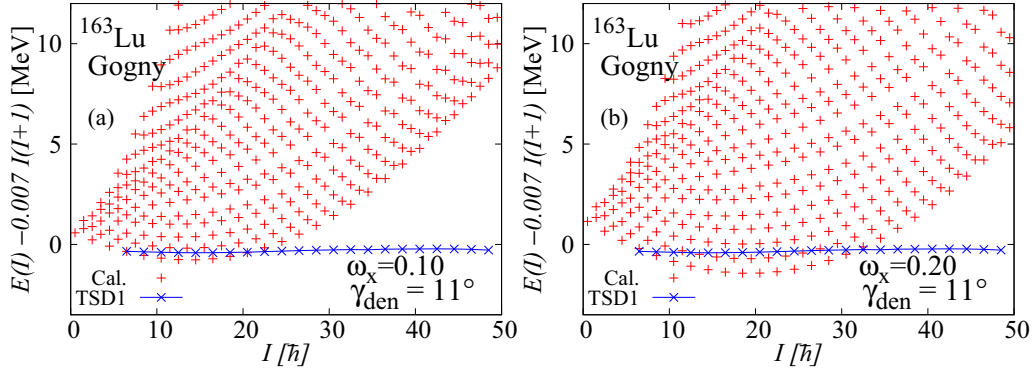 E(I) −0.007 I(I+1) [MeV]
10
5
0
¹⁶³Lu
Gogny
(a)
Cal.
TSD1
ωₓ=0.10
γ_den = 11°
0 10 20 30 40 50
I [ℏ]
E(I) −0.007 I(I+1) [MeV]
10
5
0
¹⁶³Lu
Gogny
(b)
Cal.
TSD1
ωₓ=0.20
γ_den = 11°
0 10 20 30 40 50
I [ℏ]